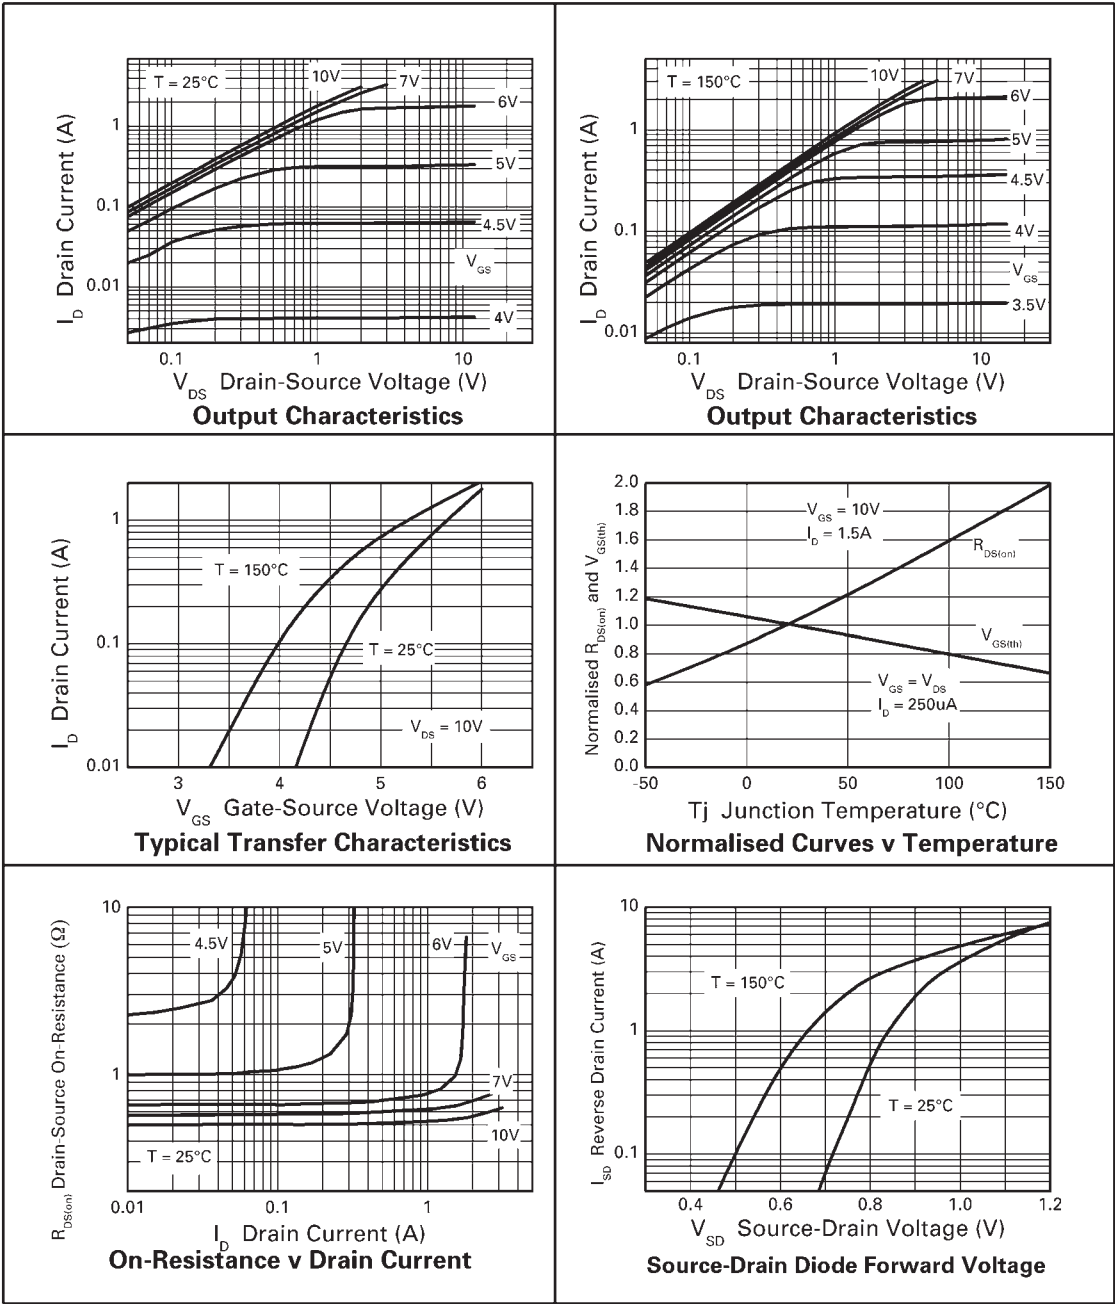 T = 25°C
10V
7V
6V
5V
4.5V
V_GS
4V
1
0.1
0.01
I_D Drain Current (A)
0.1 1 10
V_DS Drain-Source Voltage (V)
Output Characteristics
T = 150°C
10V
7V
6V
5V
4.5V
4V
V_GS
3.5V
1
0.1
0.01
I_D Drain Current (A)
0.1 1 10
V_DS Drain-Source Voltage (V)
Output Characteristics
1
0.1
0.01
I_D Drain Current (A)
T = 150°C
T = 25°C
V_DS = 10V
3 4 5 6
V_GS Gate-Source Voltage (V)
Typical Transfer Characteristics
2.0
1.8
1.6
1.4
1.2
1.0
0.8
0.6
0.4
0.2
0.0
Normalised R_DS(on) and V_GS(th)
V_GS = 10V
I_D = 1.5A
R_DS(on)
V_GS(th)
V_GS = V_DS
I_D = 250uA
-50 0 50 100 150
Tj Junction Temperature (°C)
Normalised Curves v Temperature
10
1
R_DS(on) Drain-Source On-Resistance (Ω)
4.5V
5V
6V
V_GS
7V
10V
T = 25°C
0.01 0.1 1
I_D Drain Current (A)
On-Resistance v Drain Current
10
1
0.1
I_SD Reverse Drain Current (A)
T = 150°C
T = 25°C
0.4 0.6 0.8 1.0 1.2
V_SD Source-Drain Voltage (V)
Source-Drain Diode Forward Voltage